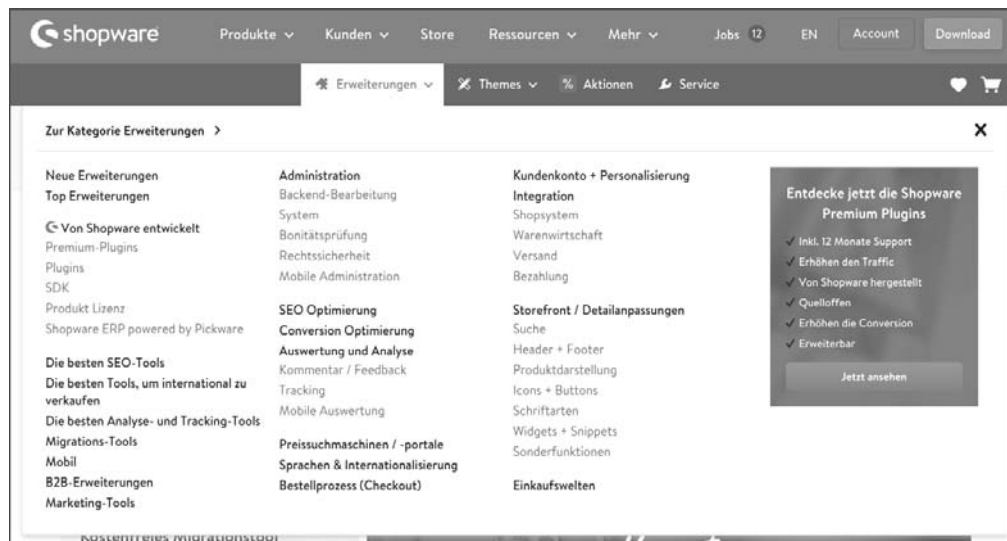 shopware
Produkte
Kunden
Store
Ressourcen
Mehr
Jobs 12
EN
Account
Download
Erweiterungen
Themes
% Aktionen
Service
Zur Kategorie Erweiterungen
Neue Erweiterungen
Top Erweiterungen
Von Shopware entwickelt
Premium-Plugins
Plugins
SDK
Produkt Lizenz
Shopware ERP powered by Pickware
Die besten SEO-Tools
Die besten Tools, um international zu
verkaufen
Die besten Analyse- und Tracking-Tools
Migrations-Tools
Mobil
B2B-Erweiterungen
Marketing-Tools
Administration
Backend-Bearbeitung
System
Bonitätsprüfung
Rechtssicherheit
Mobile Administration
SEO Optimierung
Conversion Optimierung
Auswertung und Analyse
Kommentar / Feedback
Tracking
Mobile Auswertung
Preissuchmaschinen / -portale
Sprachen & Internationalisierung
Bestellprozess (Checkout)
Kundenkonto + Personalisierung
Integration
Shopsystem
Warenwirtschaft
Versand
Bezahlung
Storefront / Detailanpassungen
Suche
Header + Footer
Produktdarstellung
Icons + Buttons
Schriftarten
Widgets + Snippets
Sonderfunktionen
Einkaufswelten
Entdecke jetzt die Shopware
Premium Plugins
Inkl. 12 Monate Support
Erhöhen den Traffic
Von Shopware hergestellt
Quelloffen
Erhöhen die Conversion
Erweiterbar
Jetzt ansehen
Kostenfreies Migrationstool